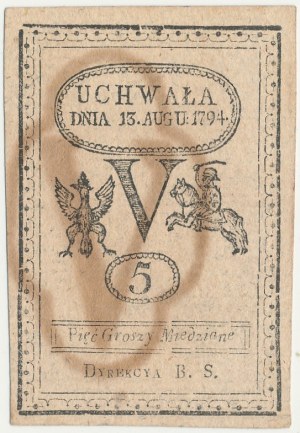 UCHWAŁA
DNIA 13. AUGU: 1794
V
5
Pięć Groszy Miedziane
DYREKCYA B. S.